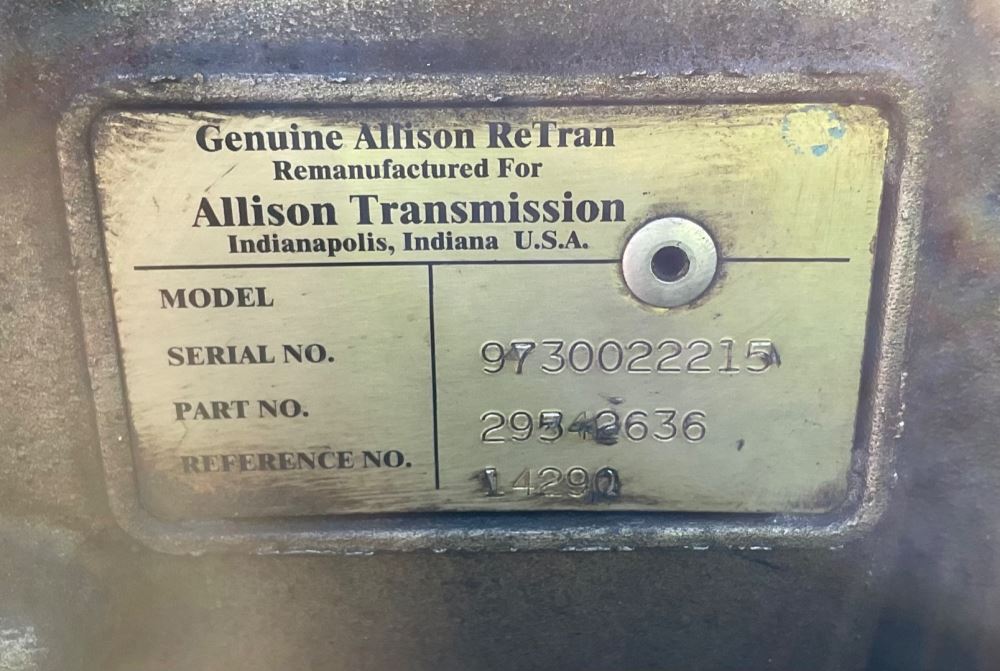 Genuine Allison ReTran
Remanufactured For
Allison Transmission
Indianapolis, Indiana U.S.A.
MODEL
SERIAL NO. 9730022215
PART NO. 29542636
REFERENCE NO. 14290